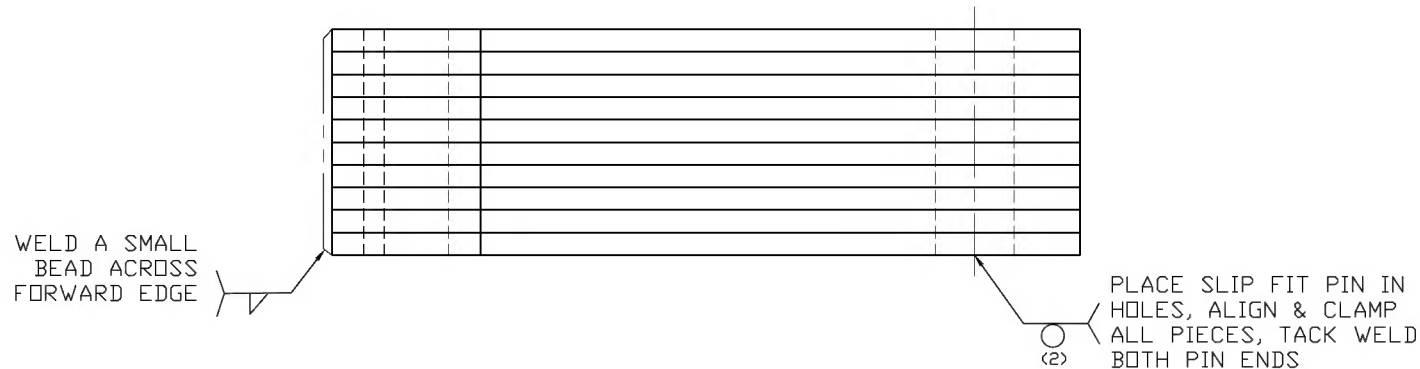 WELD A SMALL
BEAD ACROSS
FORWARD EDGE
PLACE SLIP FIT PIN IN
HOLES, ALIGN & CLAMP
ALL PIECES, TACK WELD
BOTH PIN ENDS
(2)